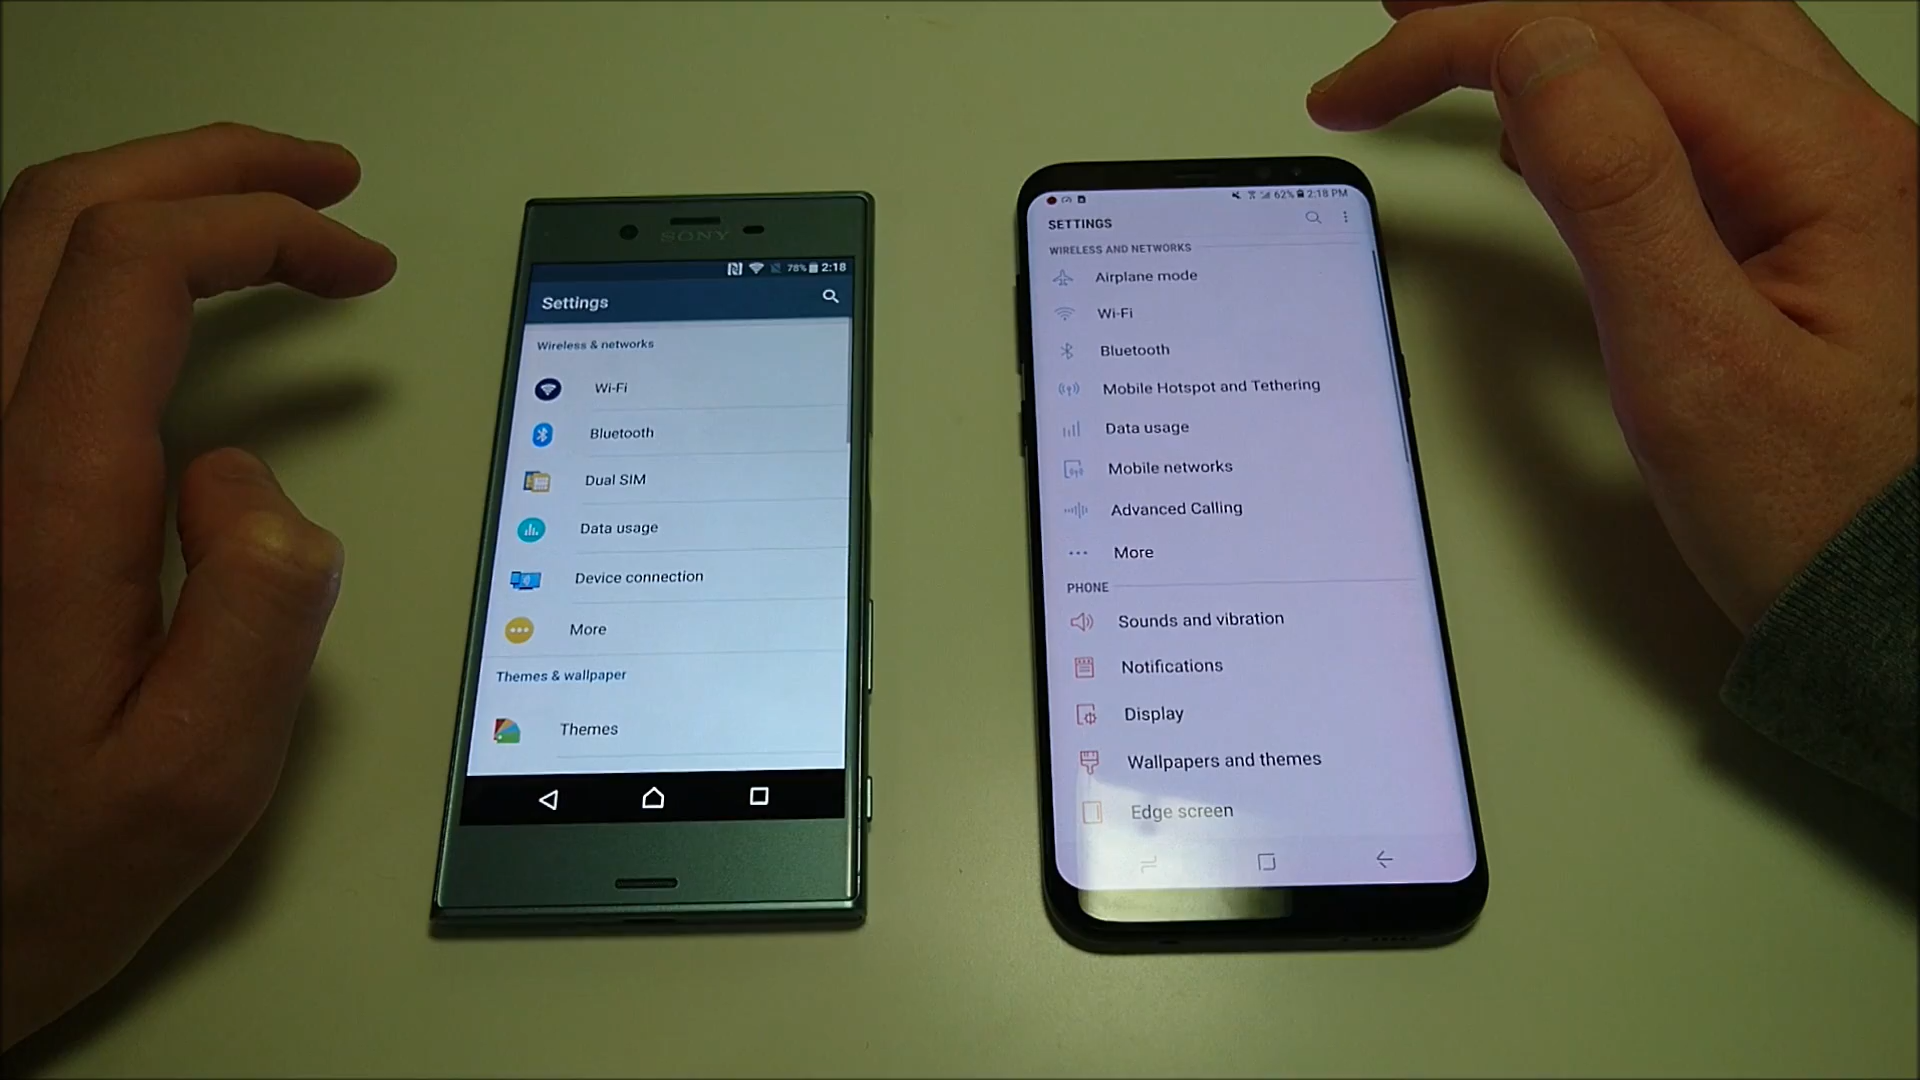 SONY
78% 2:18
Settings
Wireless & networks
Wi-Fi
Bluetooth
Dual SIM
Data usage
Device connection
More
Themes & wallpaper
Themes
62% 2:18 PM
SETTINGS
WIRELESS AND NETWORKS
Airplane mode
Wi-Fi
Bluetooth
Mobile Hotspot and Tethering
Data usage
Mobile networks
Advanced Calling
More
PHONE
Sounds and vibration
Notifications
Display
Wallpapers and themes
Edge screen